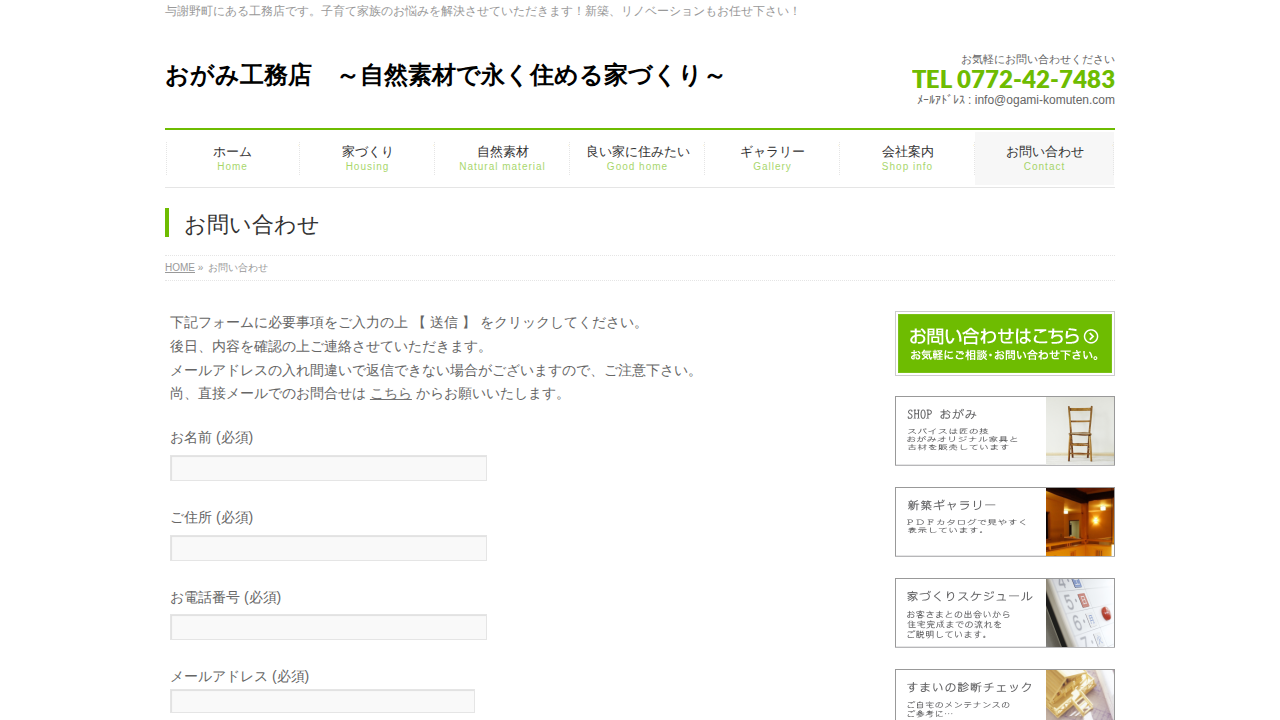 与謝野町にある工務店です。子育て家族のお悩みを解決させていただきます！新築、リノベーションもお任せ下さい！
おがみ工務店　～自然素材で永く住める家づくり～
お気軽にお問い合わせください
TEL 0772-42-7483
ﾒｰﾙｱﾄﾞﾚｽ : info@ogami-komuten.com
ホーム
Home
家づくり
Housing
自然素材
Natural material
良い家に住みたい
Good home
ギャラリー
Gallery
会社案内
Shop info
お問い合わせ
Contact
お問い合わせ
HOME » お問い合わせ
下記フォームに必要事項をご入力の上 【 送信 】 をクリックしてください。
後日、内容を確認の上ご連絡させていただきます。
メールアドレスの入れ間違いで返信できない場合がございますので、ご注意下さい。
尚、直接メールでのお問合せは こちら からお願いいたします。
お名前 (必須)
ご住所 (必須)
お電話番号 (必須)
メールアドレス (必須)
お問い合わせはこちら
お気軽にご相談・お問い合わせ下さい。
SHOP おがみ
スパイスは匠の技
おがみオリジナル家具と
古材を販売しています
新築ギャラリー
ＰＤＦカタログで見やすく
表示しています。
家づくりスケジュール
お客さまとの出会いから
住宅完成までの流れを
ご説明しています。
すまいの診断チェック
ご自宅のメンテナンスの
ご参考に…